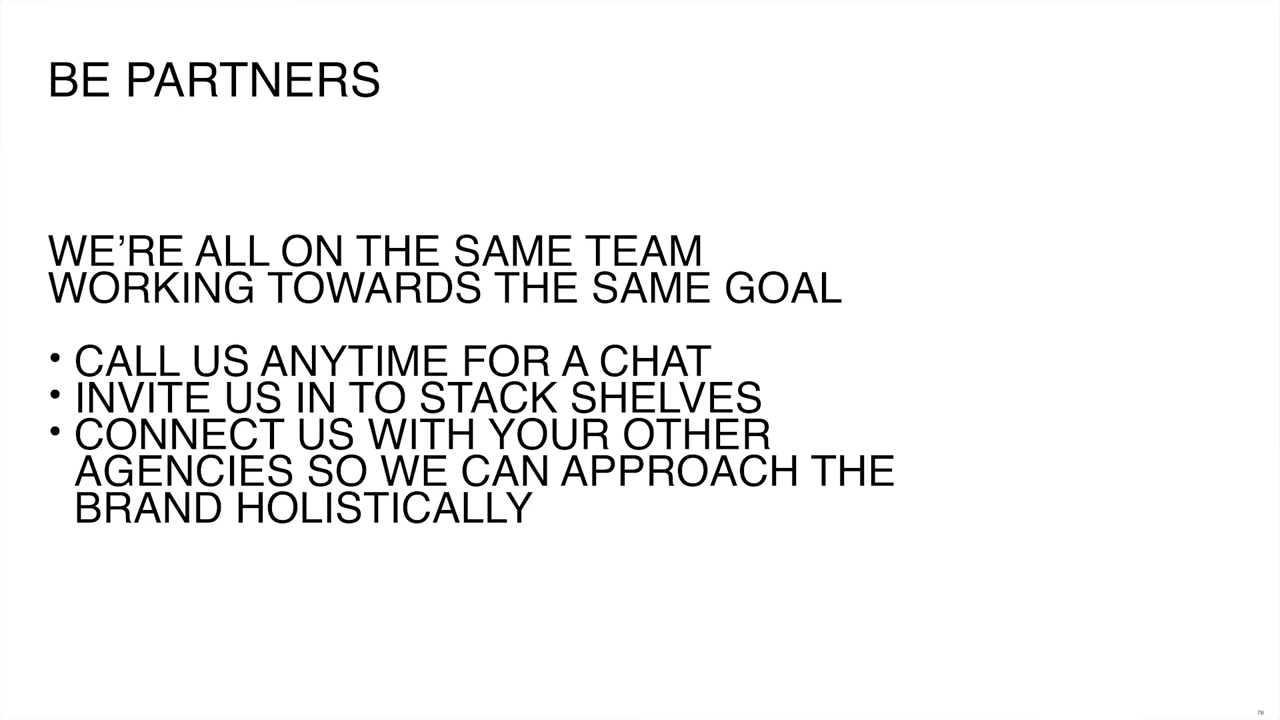 BE PARTNERS
WE’RE ALL ON THE SAME TEAM
WORKING TOWARDS THE SAME GOAL
• CALL US ANYTIME FOR A CHAT
• INVITE US IN TO STACK SHELVES
• CONNECT US WITH YOUR OTHER
AGENCIES SO WE CAN APPROACH THE
BRAND HOLISTICALLY
78